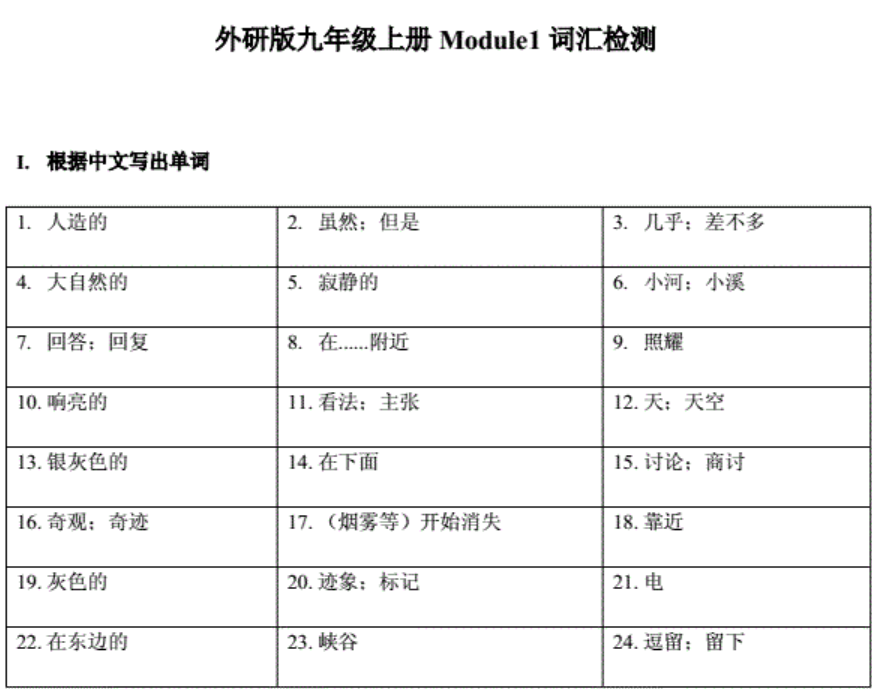 外研版九年级上册 Module1 词汇检测
I. 根据中文写出单词
1. 人造的 2. 虽然；但是 3. 几乎；差不多
4. 大自然的 5. 寂静的 6. 小河；小溪
7. 回答；回复 8. 在......附近 9. 照耀
10. 响亮的 11. 看法；主张 12. 天；天空
13. 银灰色的 14. 在下面 15. 讨论；商讨
16. 奇观；奇迹 17. （烟雾等）开始消失 18. 靠近
19. 灰色的 20. 迹象；标记 21. 电
22. 在东边的 23. 峡谷 24. 逗留；留下